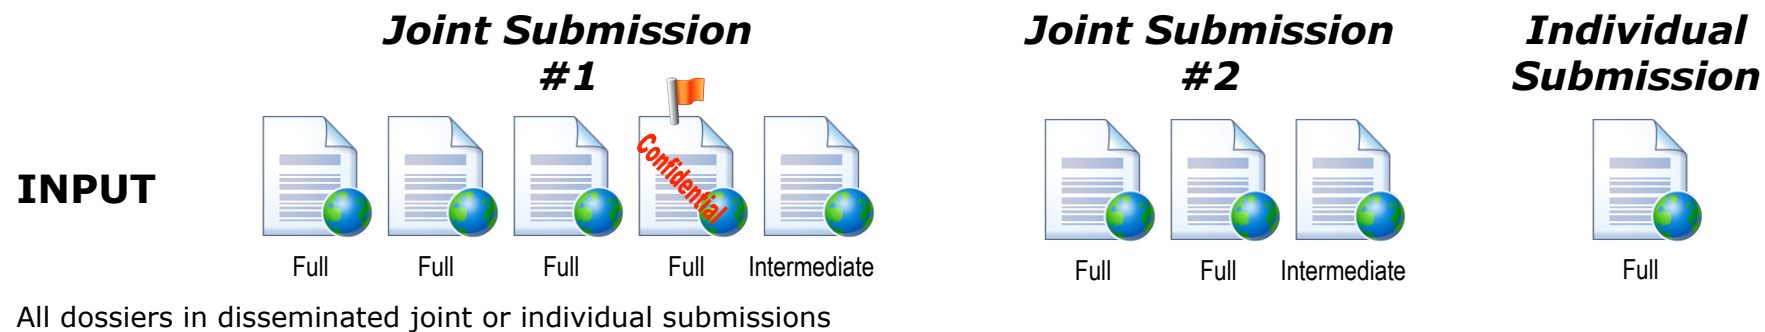 Joint Submission
#1
Joint Submission
#2
Individual
Submission
INPUT
Confidential
Full
Full
Full
Full
Intermediate
Full
Full
Intermediate
Full
All dossiers in disseminated joint or individual submissions